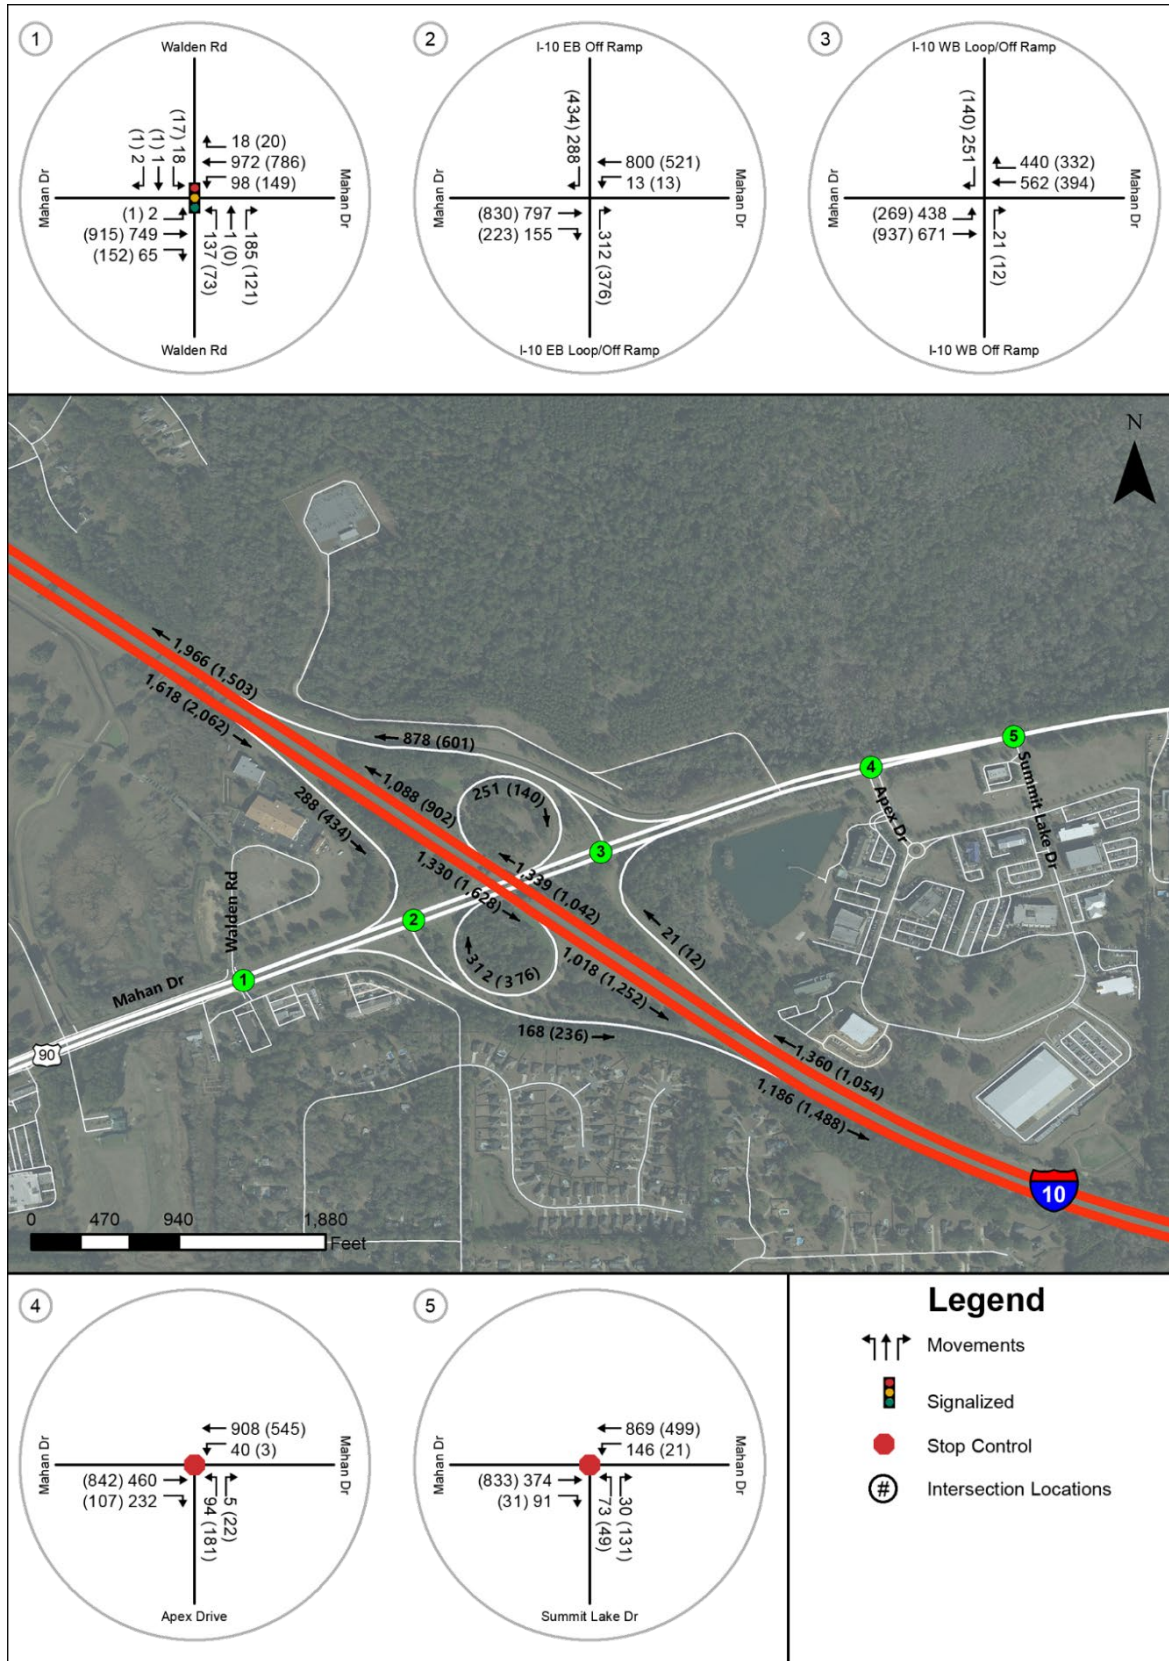 1
Walden Rd
(1) 2
(1) 1
(17) 18
18 (20)
972 (786)
98 (149)
Mahan Dr
Mahan Dr
(1) 2
(915) 749
(152) 65
137 (73)
1 (0)
185 (121)
Walden Rd
2
I-10 EB Off Ramp
(434) 288
800 (521)
13 (13)
Mahan Dr
Mahan Dr
(830) 797
(223) 155
312 (376)
I-10 EB Loop/Off Ramp
3
I-10 WB Loop/Off Ramp
(140) 251
440 (332)
562 (394)
Mahan Dr
Mahan Dr
(269) 438
(937) 671
21 (12)
I-10 WB Off Ramp
N
1,966 (1,503)
1,618 (2,062)
878 (601)
1,088 (902)
251 (140)
288 (434)
1,330 (1,628)
1,339 (1,042)
3
4
5
Apex Dr
Summit Lake Dr
Walden Rd
2
1
Mahan Dr
312 (376)
21 (12)
1,018 (1,252)
168 (236)
1,360 (1,054)
1,186 (1,488)
90
10
0 470 940 1,880
Feet
4
908 (545)
40 (3)
Mahan Dr
Mahan Dr
(842) 460
(107) 232
94 (181)
5 (22)
Apex Drive
5
869 (499)
146 (21)
Mahan Dr
Mahan Dr
(833) 374
(31) 91
73 (49)
30 (131)
Summit Lake Dr
Legend
Movements
Signalized
Stop Control
# Intersection Locations